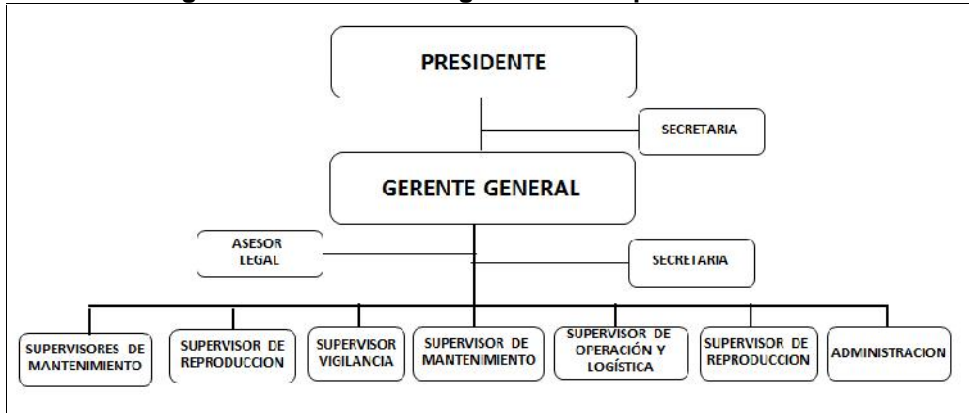 PRESIDENTE
SECRETARIA
GERENTE GENERAL
ASESOR
LEGAL
SECRETARIA
SUPERVISORES DE
MANTENIMIENTO
SUPERVISOR DE
REPRODUCCION
SUPERVISOR
VIGILANCIA
SUPERVISOR DE
MANTENIMIENTO
SUPERVISOR DE
OPERACIÓN Y
LOGÍSTICA
SUPERVISOR DE
REPRODUCCION
ADMINISTRACION